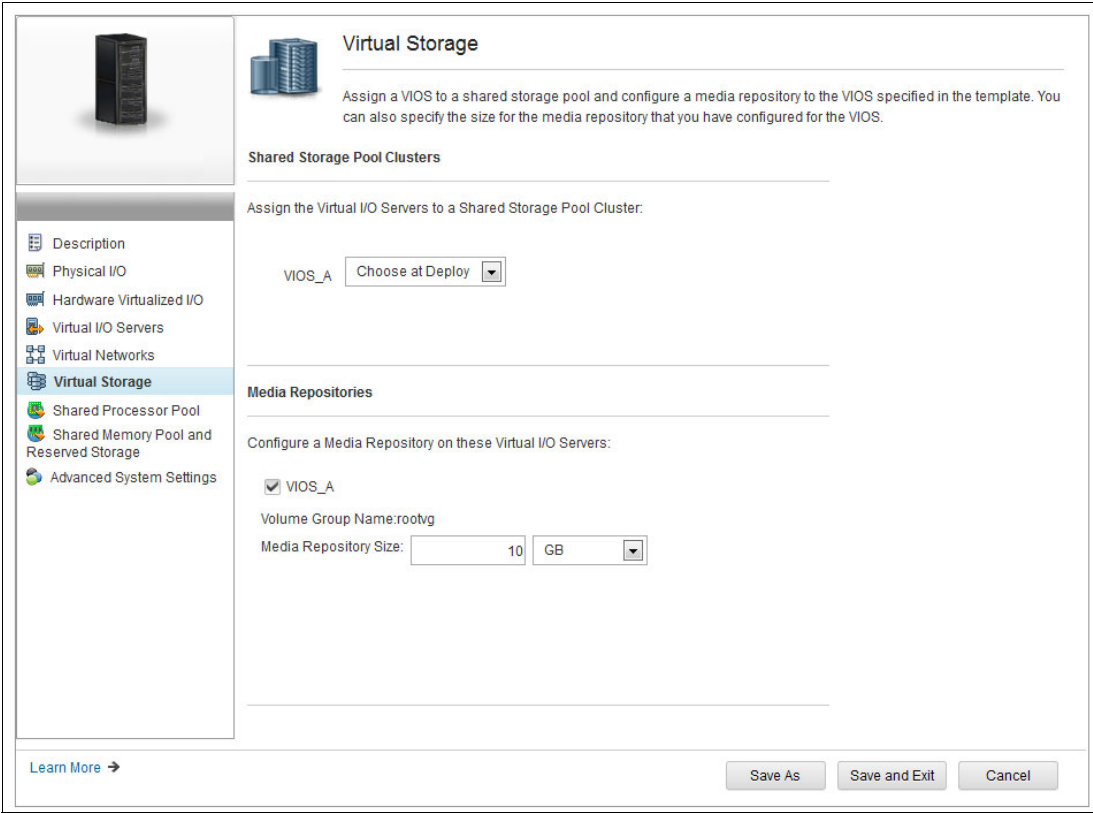 Virtual Storage
Assign a VIOS to a shared storage pool and configure a media repository to the VIOS specified in the template. You
can also specify the size for the media repository that you have configured for the VIOS.
Shared Storage Pool Clusters
Assign the Virtual I/O Servers to a Shared Storage Pool Cluster:
VIOS_A Choose at Deploy
Description
Physical I/O
Hardware Virtualized I/O
Virtual I/O Servers
Virtual Networks
Virtual Storage
Shared Processor Pool
Shared Memory Pool and
Reserved Storage
Advanced System Settings
Media Repositories
Configure a Media Repository on these Virtual I/O Servers:
VIOS_A
Volume Group Name:rootvg
Media Repository Size: 10 GB
Learn More
Save As Save and Exit Cancel